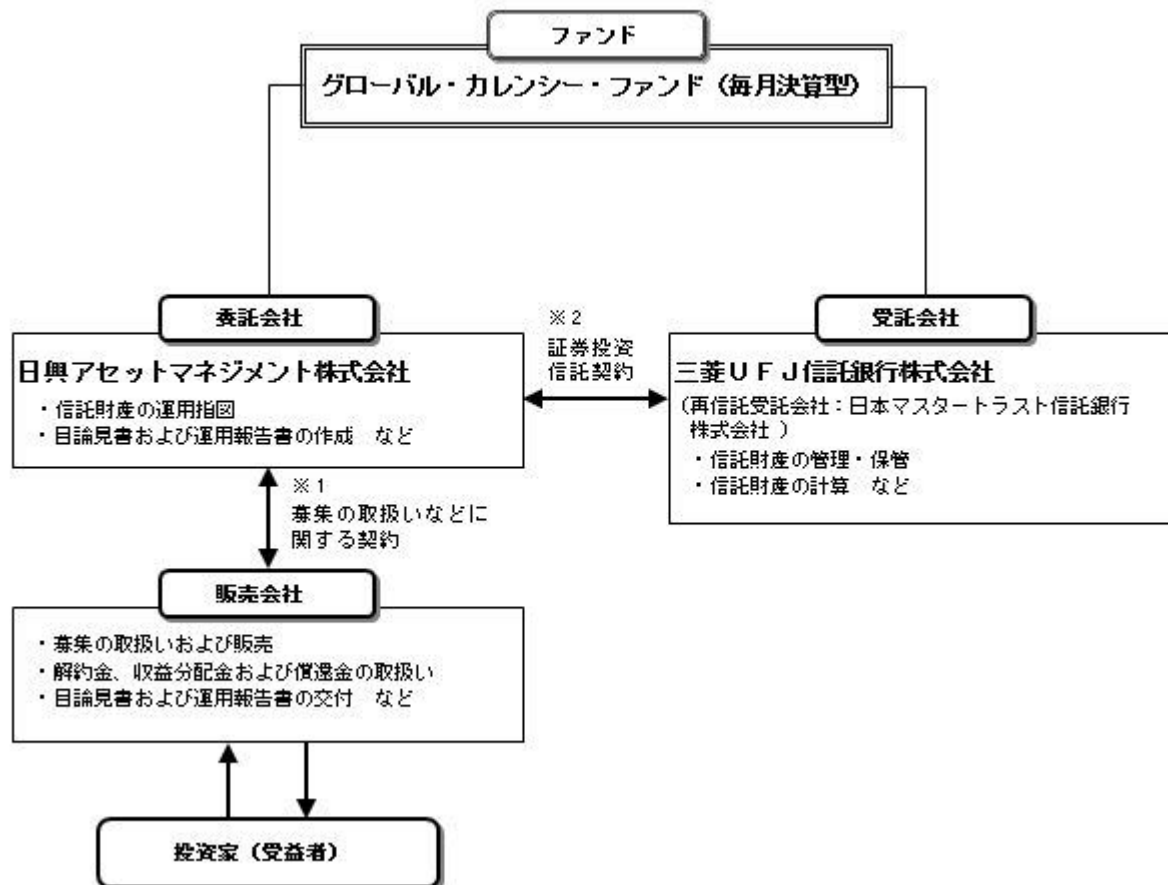 ファンド
グローバル・カレンシー・ファンド（毎月決算型）
委託会社
日興アセットマネジメント株式会社
・信託財産の運用指図
・目論見書および運用報告書の作成　など
※２
証券投資
信託契約
受託会社
三菱ＵＦＪ信託銀行株式会社
（再信託受託会社：日本マスタートラスト信託銀行
株式会社 ）
・信託財産の管理・保管
・信託財産の計算　など
※１
募集の取扱いなどに
関する契約
販売会社
・募集の取扱いおよび販売
・解約金、収益分配金および償還金の取扱い
・目論見書および運用報告書の交付　など
投資家（受益者）